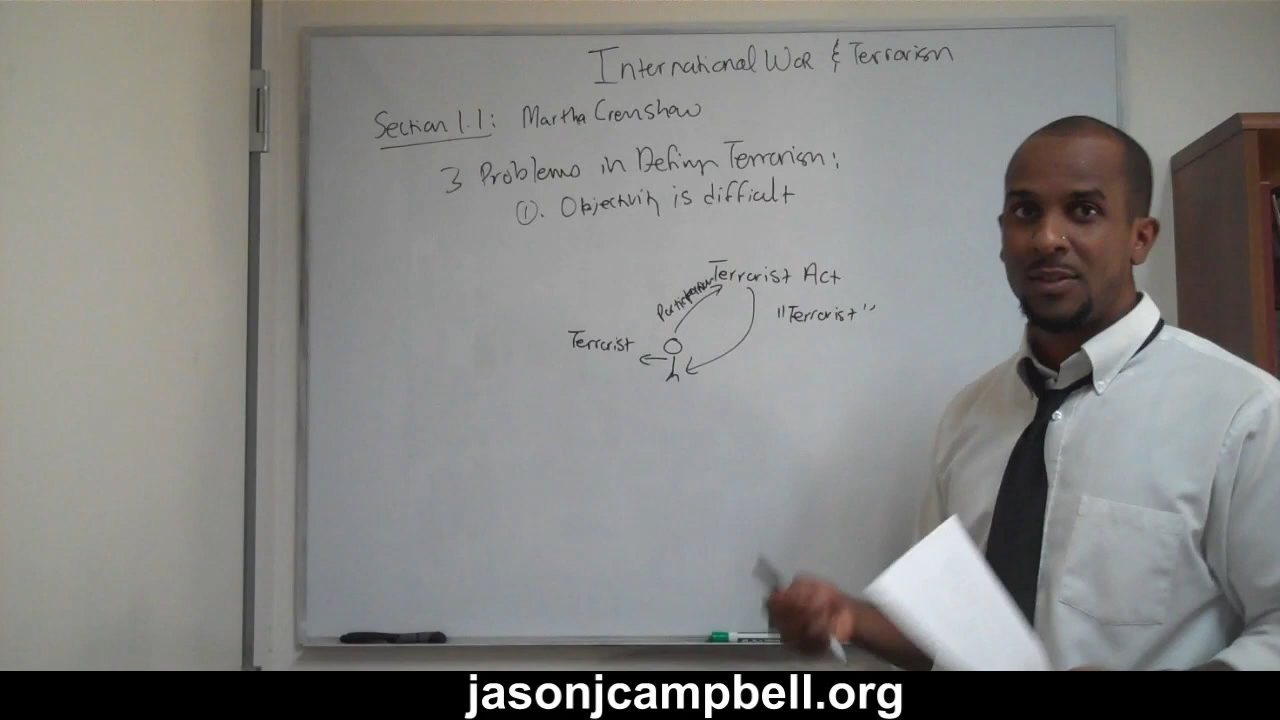 International War & Terrorism
Section 1.1: Martha Crenshaw
3 Problems in Defining Terrorism:
①. Objectivity is difficult
Terrorist Act
Participation
"Terrorist"
Terrorist
jasonjcampbell.org